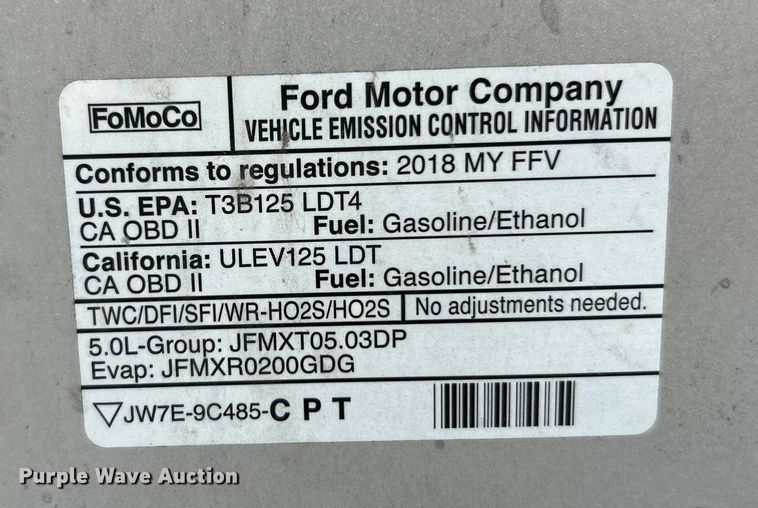 FoMoCo
Ford Motor Company
VEHICLE EMISSION CONTROL INFORMATION
Conforms to regulations: 2018 MY FFV
U.S. EPA: T3B125 LDT4
CA OBD II Fuel: Gasoline/Ethanol
California: ULEV125 LDT
CA OBD II Fuel: Gasoline/Ethanol
TWC/DFI/SFI/WR-HO2S/HO2S No adjustments needed.
5.0L-Group: JFMXT05.03DP
Evap: JFMXR0200GDG
JW7E-9C485-C P T
Purple Wave Auction